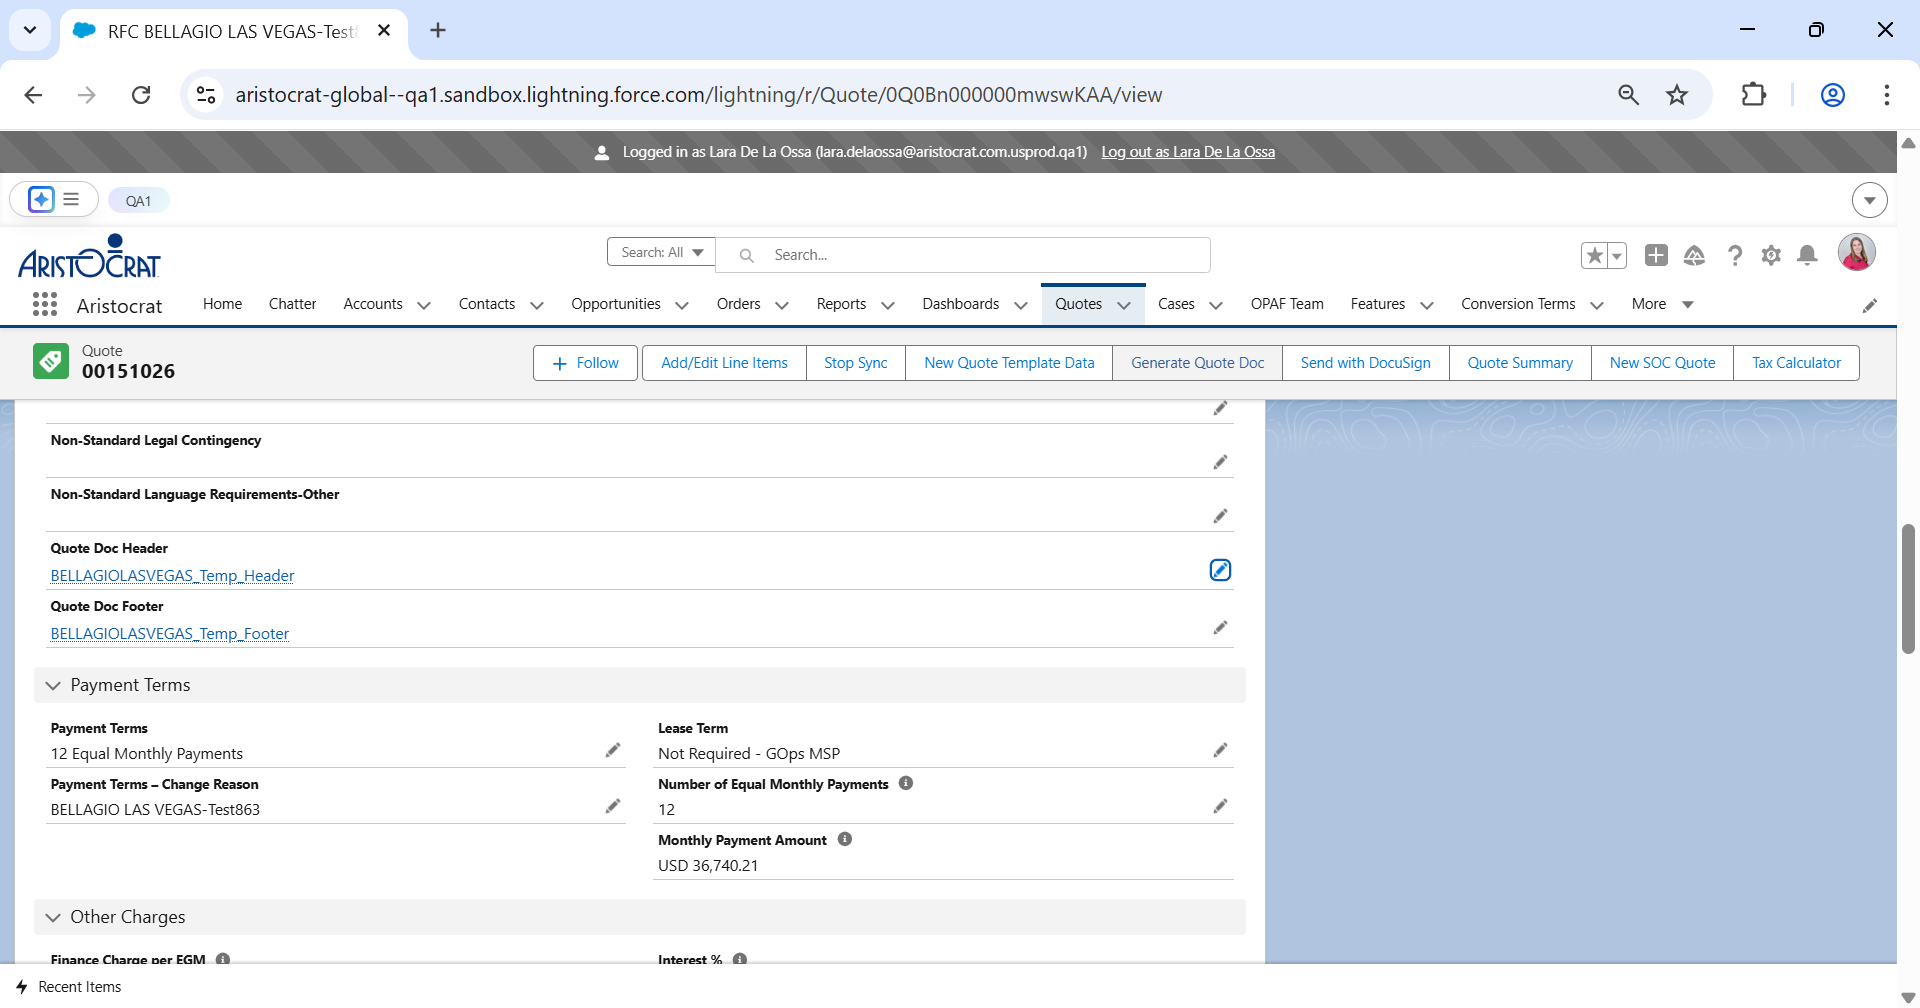 RFC BELLAGIO LAS VEGAS-Test8
aristocrat-global--qa1.sandbox.lightning.force.com/lightning/r/Quote/0Q0Bn000000mwswKAA/view
Logged in as Lara De La Ossa (lara.delaossa@aristocrat.com.usprod.qa1) Log out as Lara De La Ossa
QA1
ARISTOCRAT
Search: All
Search...
Aristocrat
Home
Chatter
Accounts
Contacts
Opportunities
Orders
Reports
Dashboards
Quotes
Cases
OPAF Team
Features
Conversion Terms
More
Quote
00151026
Follow
Add/Edit Line Items
Stop Sync
New Quote Template Data
Generate Quote Doc
Send with DocuSign
Quote Summary
New SOC Quote
Tax Calculator
Non-Standard Legal Contingency
Non-Standard Language Requirements-Other
Quote Doc Header
BELLAGIOLASVEGAS_Temp_Header
Quote Doc Footer
BELLAGIOLASVEGAS_Temp_Footer
Payment Terms
Payment Terms
12 Equal Monthly Payments
Lease Term
Not Required - GOps MSP
Payment Terms – Change Reason
BELLAGIO LAS VEGAS-Test863
Number of Equal Monthly Payments
12
Monthly Payment Amount
USD 36,740.21
Other Charges
Finance Charge per EGM
Interest %
Recent Items